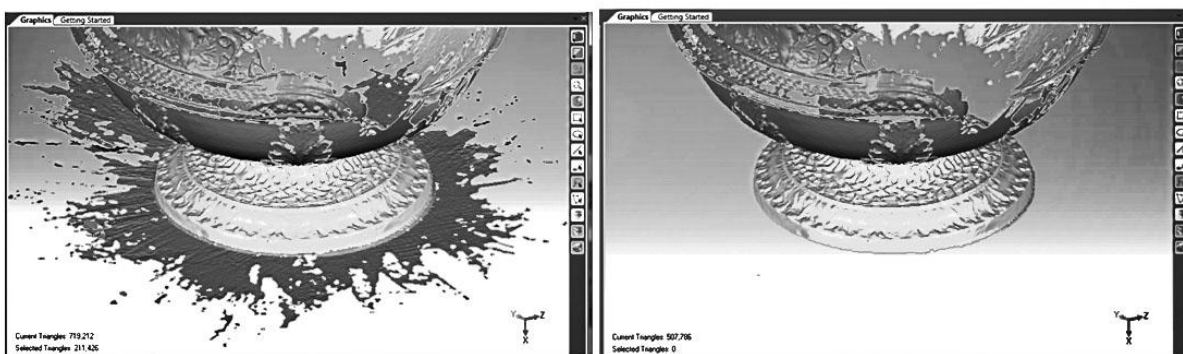 Graphics Getting Started
Y Z
X
Current Triangles: 719,212
Selected Triangles: 211,426
Graphics Getting Started
Y Z
X
Current Triangles: 507,786
Selected Triangles: 0